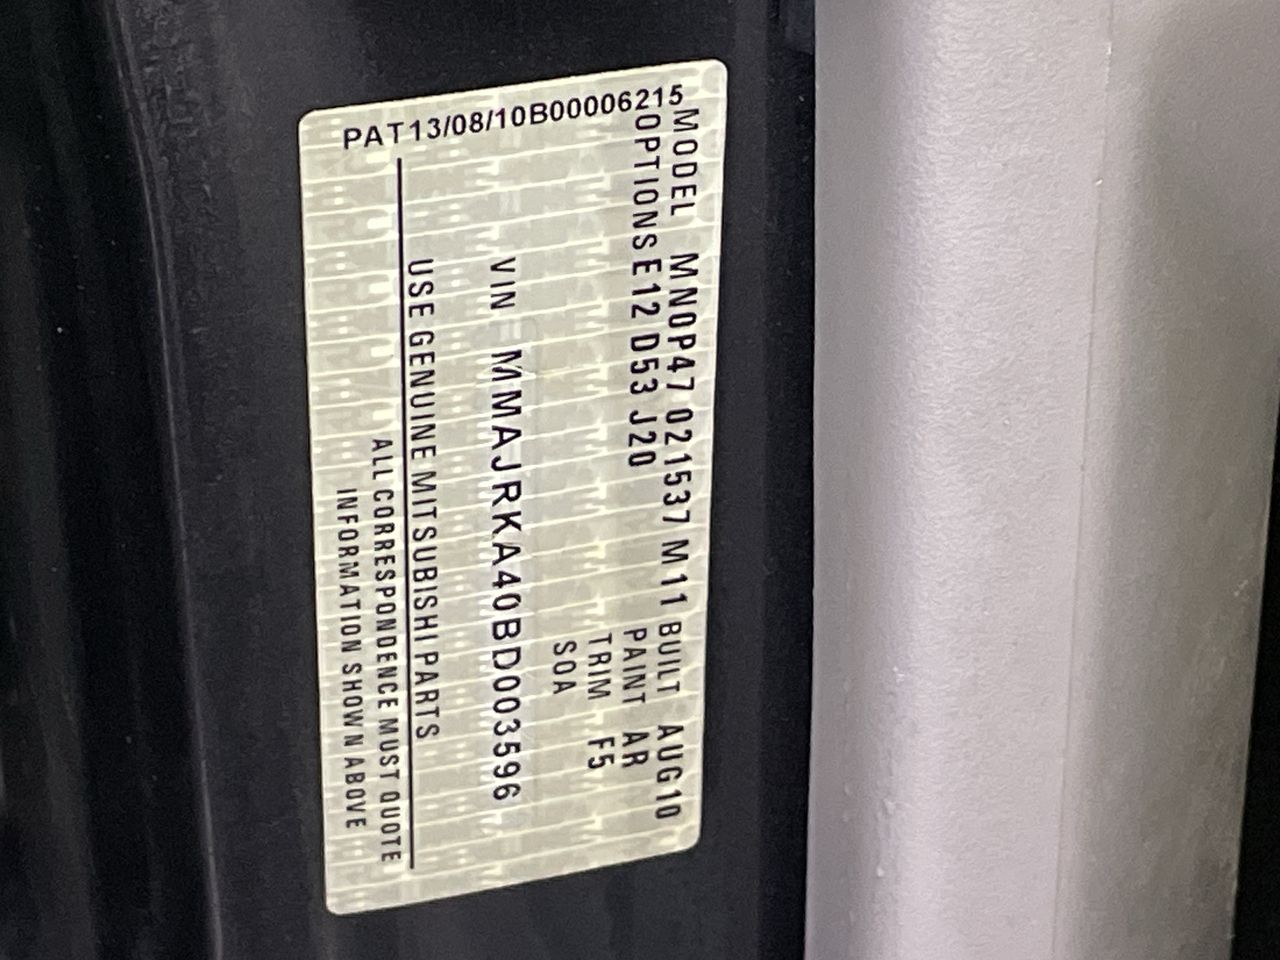 PAT13/08/10B00006215
MODEL MN0P47 021537 M11 BUILT AUG10
OPTIONS E12 D53 J20 PAINT AR
TRIM F5
SOA
VIN MMAJRKA40BD003596
USE GENUINE MITSUBISHI PARTS
ALL CORRESPONDENCE MUST QUOTE
INFORMATION SHOWN ABOVE